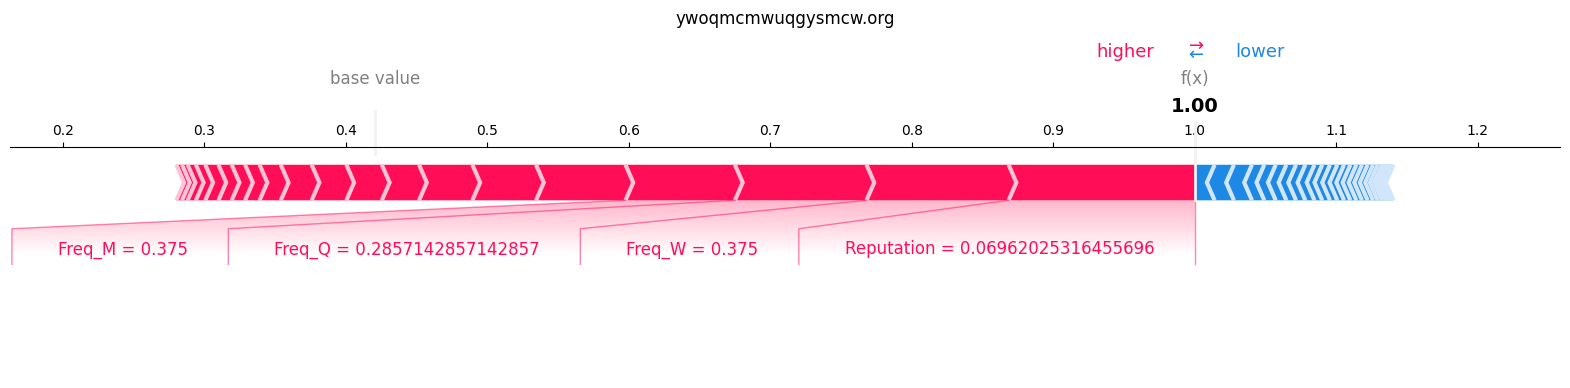 ywoqmcmwuqgysmcw.org
higher → ← lower
base value f(x)
1.00
0.2 0.3 0.4 0.5 0.6 0.7 0.8 0.9 1.0 1.1 1.2
Freq_M = 0.375 Freq_Q = 0.2857142857142857 Freq_W = 0.375 Reputation = 0.06962025316455696